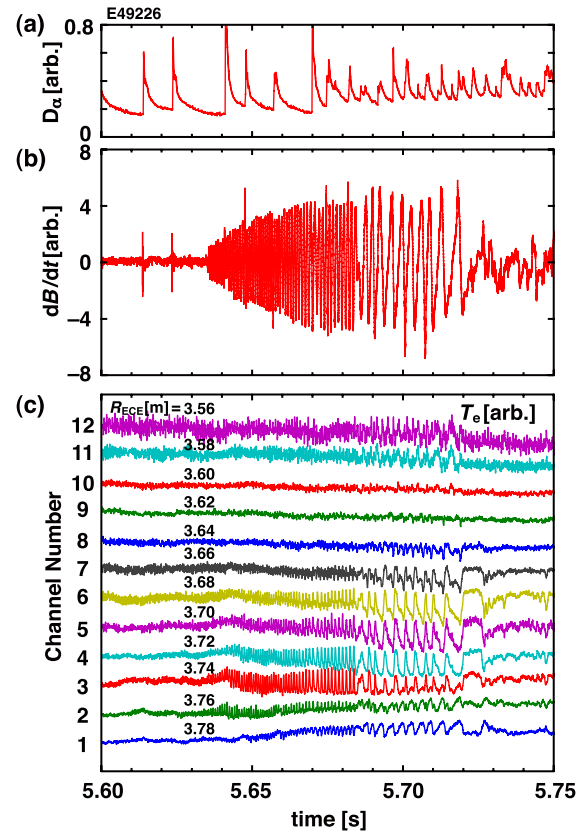 E49226
(a)
0.8
0
Dα [arb.]
(b)
8
4
0
−4
−8
dB/dt [arb.]
(c)
R_ECE [m] = 3.56
Te [arb.]
12
3.58
11
3.60
10
3.62
9
3.64
8
3.66
7
3.68
6
3.70
5
3.72
4
3.74
3
3.76
2
3.78
1
Channel Number
5.60 5.65 5.70 5.75
time [s]